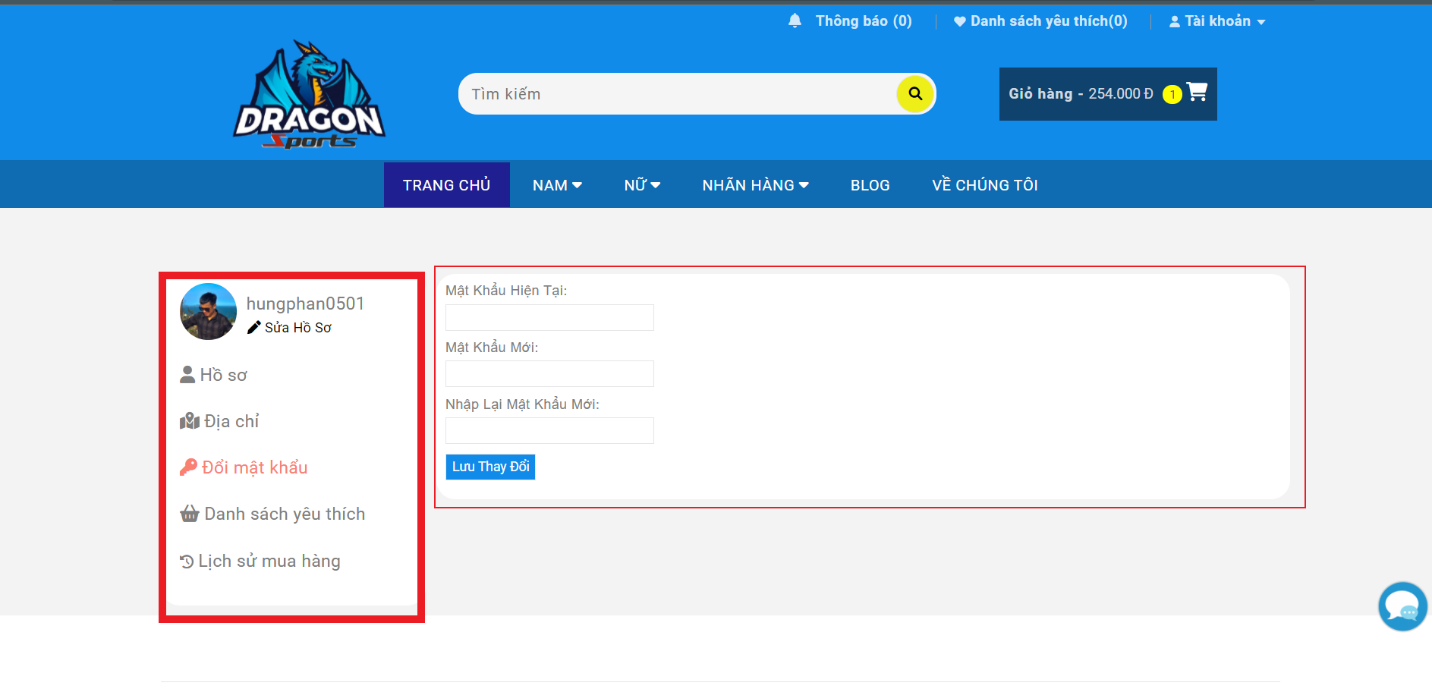 Thông báo (0)
Danh sách yêu thích(0)
Tài khoản
DRAGON
Sports
Tìm kiếm
Giỏ hàng - 254.000 Đ 1
TRANG CHỦ
NAM
NỮ
NHÃN HÀNG
BLOG
VỀ CHÚNG TÔI
hungphan0501
Sửa Hồ Sơ
Hồ sơ
Địa chỉ
Đổi mật khẩu
Danh sách yêu thích
Lịch sử mua hàng
Mật Khẩu Hiện Tại:
Mật Khẩu Mới:
Nhập Lại Mật Khẩu Mới:
Lưu Thay Đổi